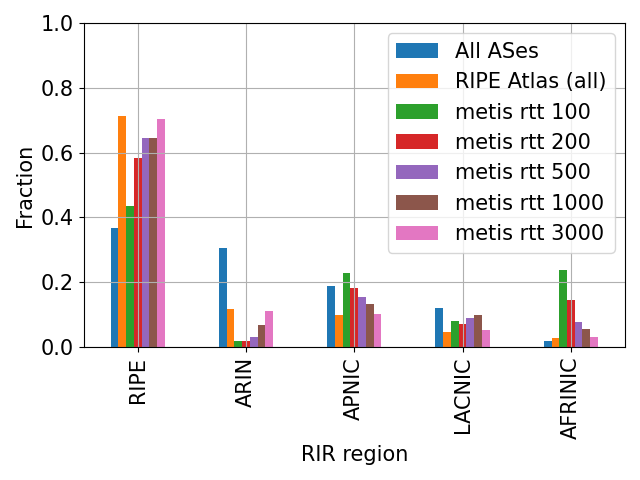 1.0
0.8
0.6
0.4
0.2
0.0
Fraction
All ASes
RIPE Atlas (all)
metis rtt 100
metis rtt 200
metis rtt 500
metis rtt 1000
metis rtt 3000
RIPE
ARIN
APNIC
LACNIC
AFRINIC
RIR region